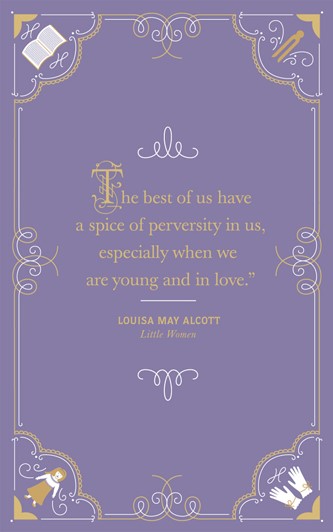 The best of us have
a spice of perversity in us,
especially when we
are young and in love.”
LOUISA MAY ALCOTT
Little Women